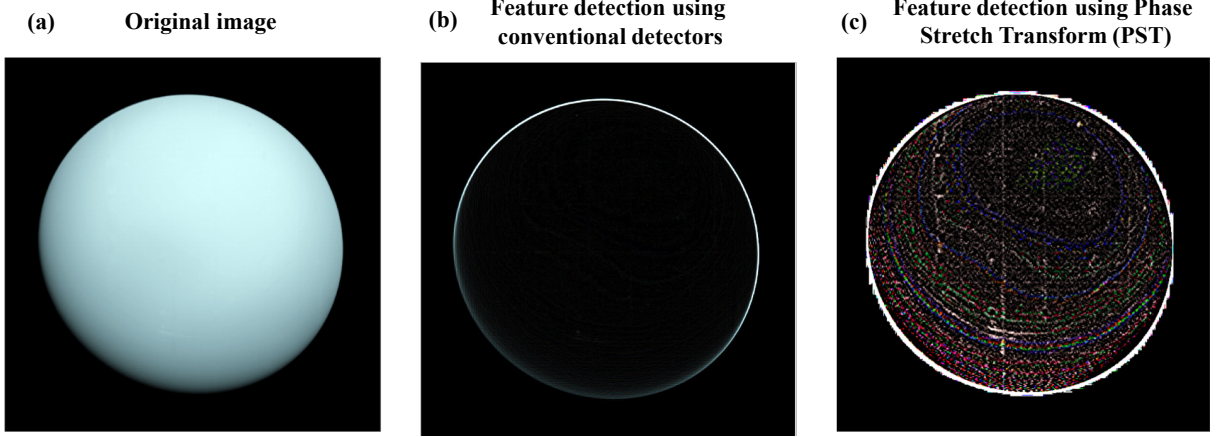 (a)
Original image
(b)
Feature detection using
conventional detectors
(c)
Feature detection using Phase
Stretch Transform (PST)